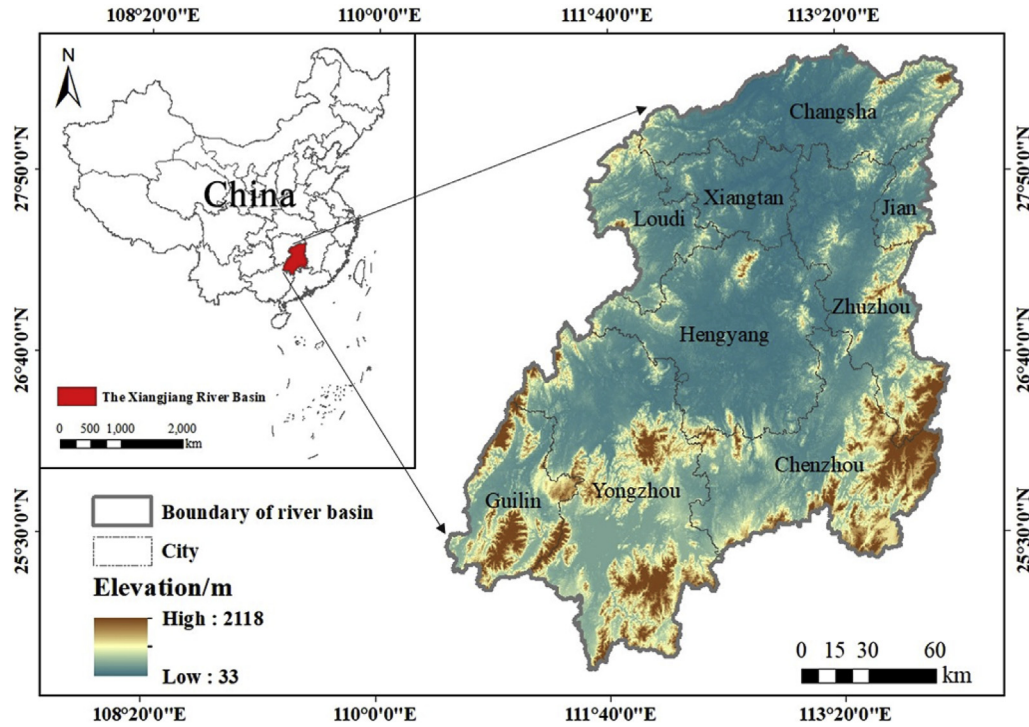 108°20'0"E 110°0'0"E 111°40'0"E 113°20'0"E
N
China
27°50'0"N
26°40'0"N
25°30'0"N
The Xiangjiang River Basin
0 500 1,000 2,000
km
Boundary of river basin
City
Elevation/m
High : 2118
Low : 33
Changsha
Xiangtan
Loudi
Jian
Zhuzhou
Hengyang
Chenzhou
Guilin
Yongzhou
27°50'0"N
26°40'0"N
25°30'0"N
0 15 30 60
km
108°20'0"E 110°0'0"E 111°40'0"E 113°20'0"E